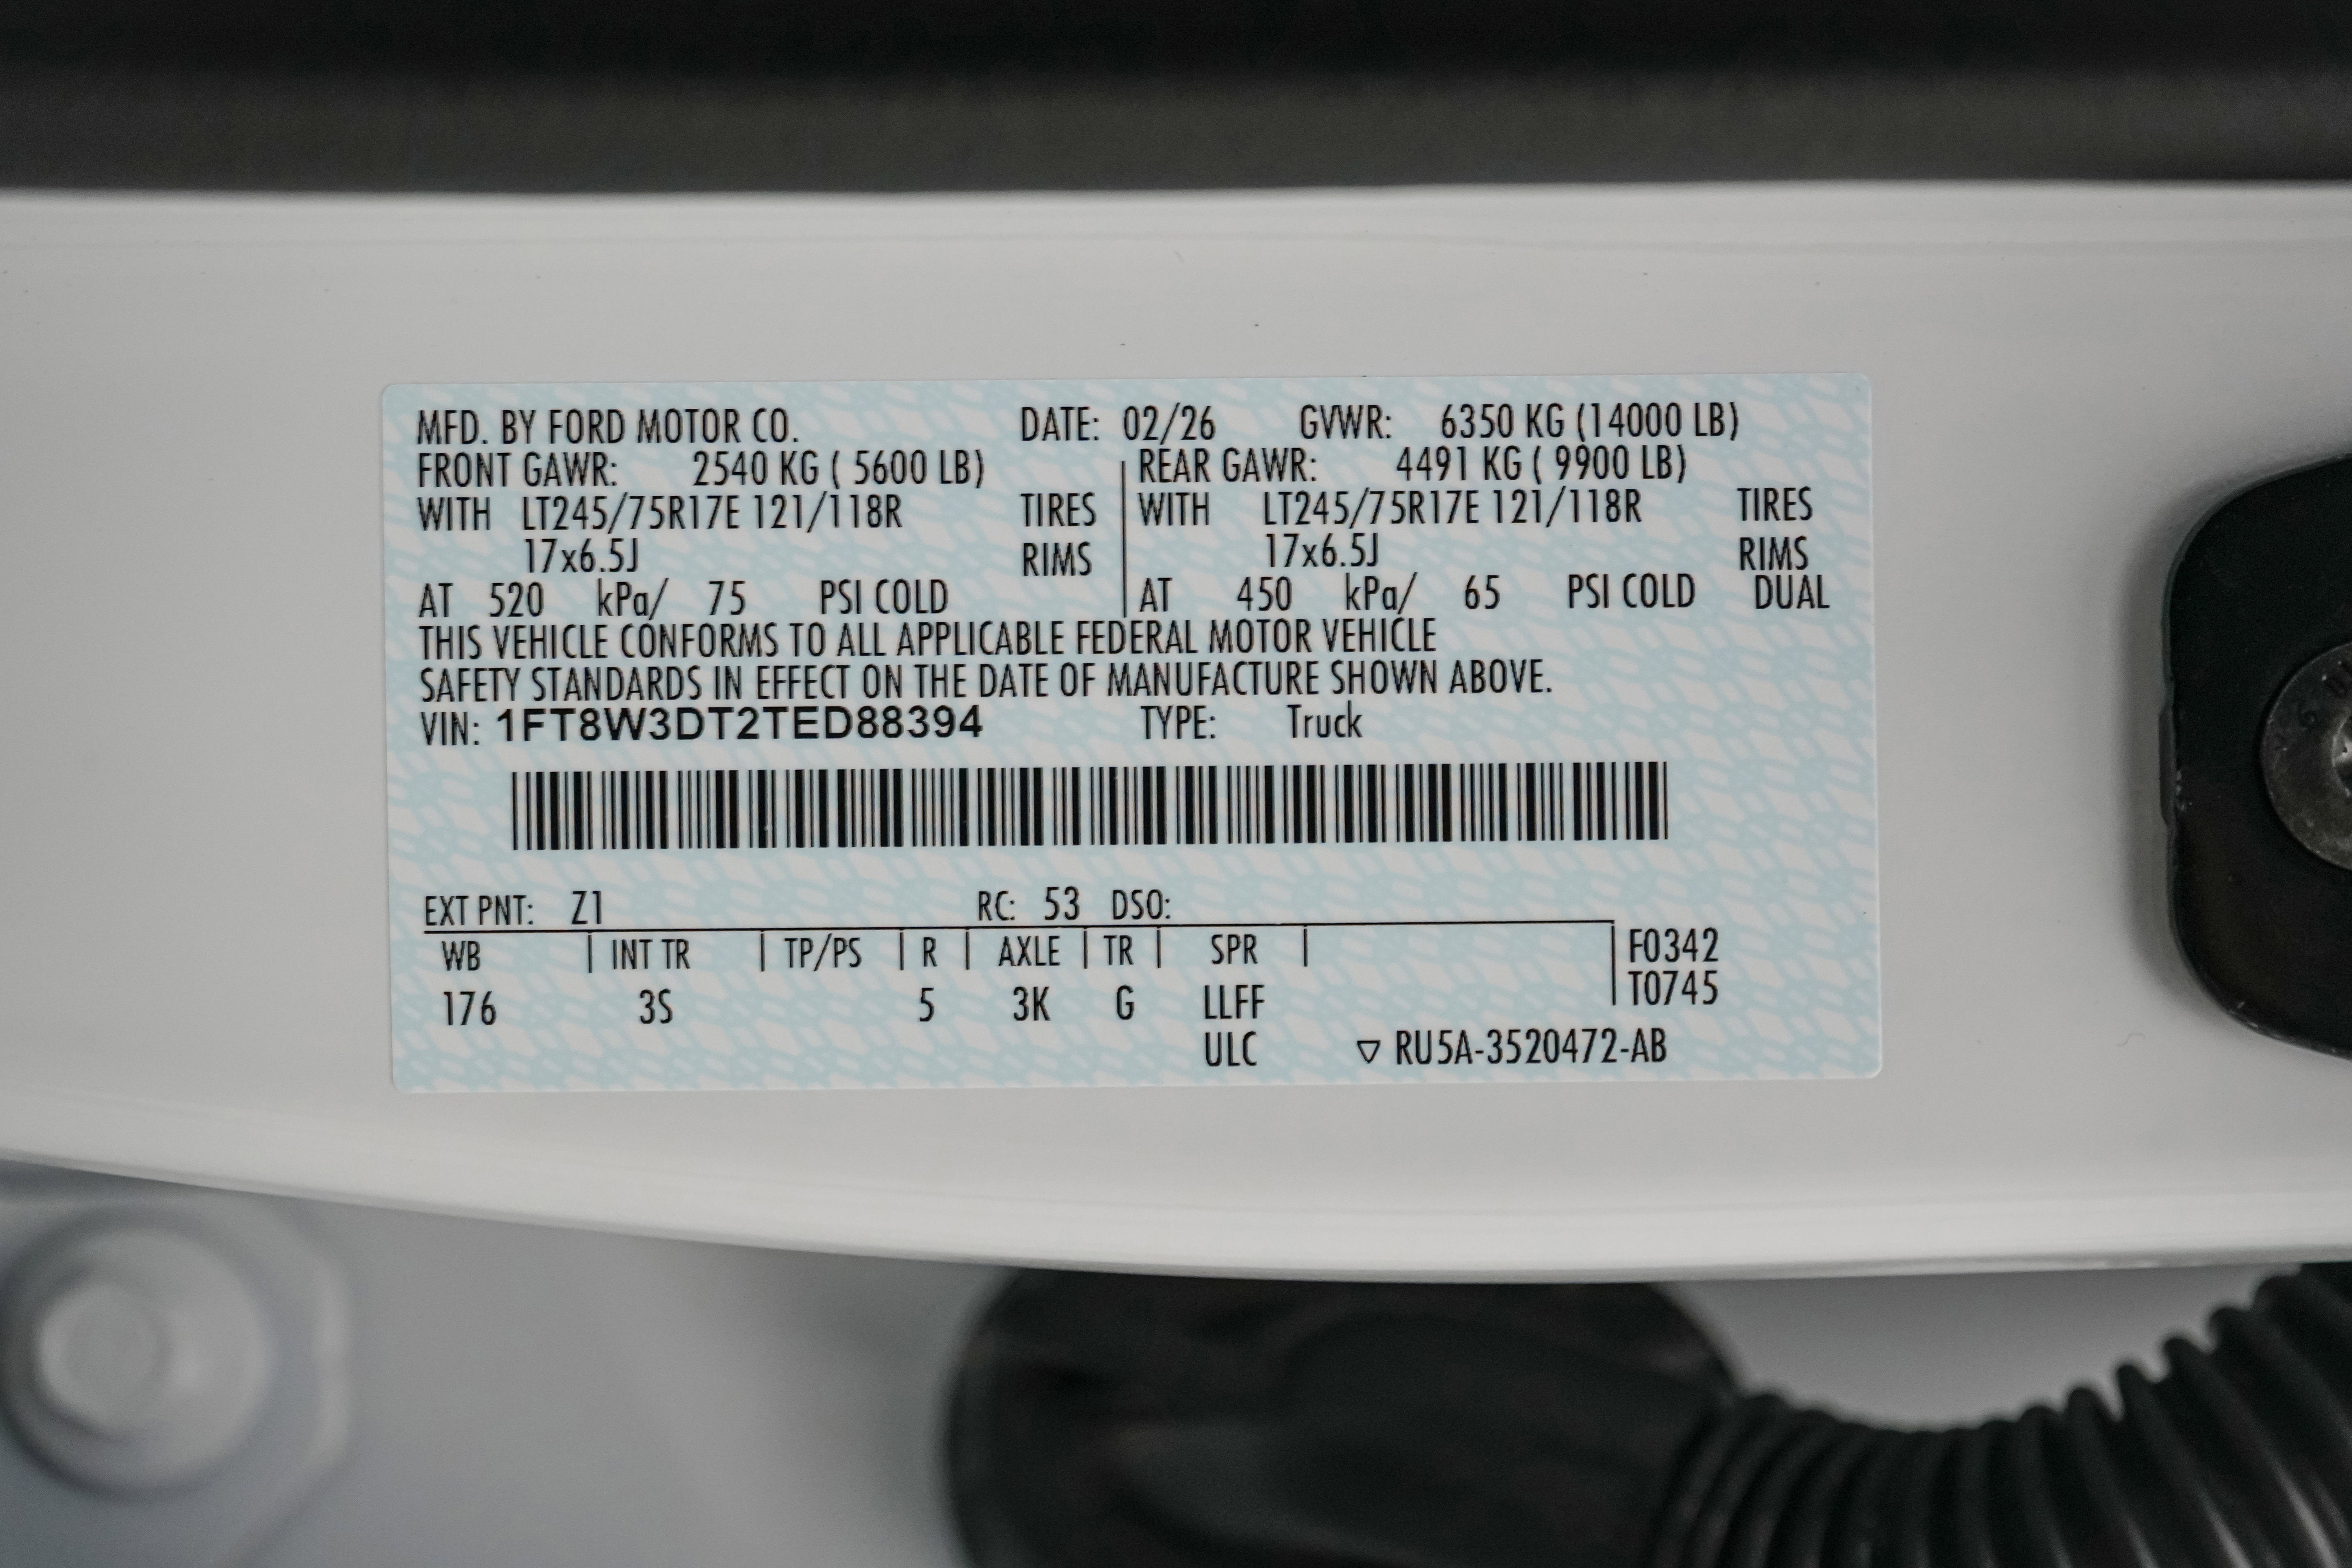 MFD. BY FORD MOTOR CO. DATE: 02/26 GVWR: 6350 KG (14000 LB)
FRONT GAWR: 2540 KG ( 5600 LB) REAR GAWR: 4491 KG ( 9900 LB)
WITH LT245/75R17E 121/118R TIRES WITH LT245/75R17E 121/118R TIRES
17x6.5J RIMS 17x6.5J RIMS
AT 520 kPa/ 75 PSI COLD AT 450 kPa/ 65 PSI COLD DUAL
THIS VEHICLE CONFORMS TO ALL APPLICABLE FEDERAL MOTOR VEHICLE
SAFETY STANDARDS IN EFFECT ON THE DATE OF MANUFACTURE SHOWN ABOVE.
VIN: 1FT8W3DT2TED88394 TYPE: Truck
EXT PNT: Z1 RC: 53 DSO:
WB INT TR TP/PS R AXLE TR SPR F0342
T0745
176 3S 5 3K G LLFF
ULC ▽ RU5A-3520472-AB